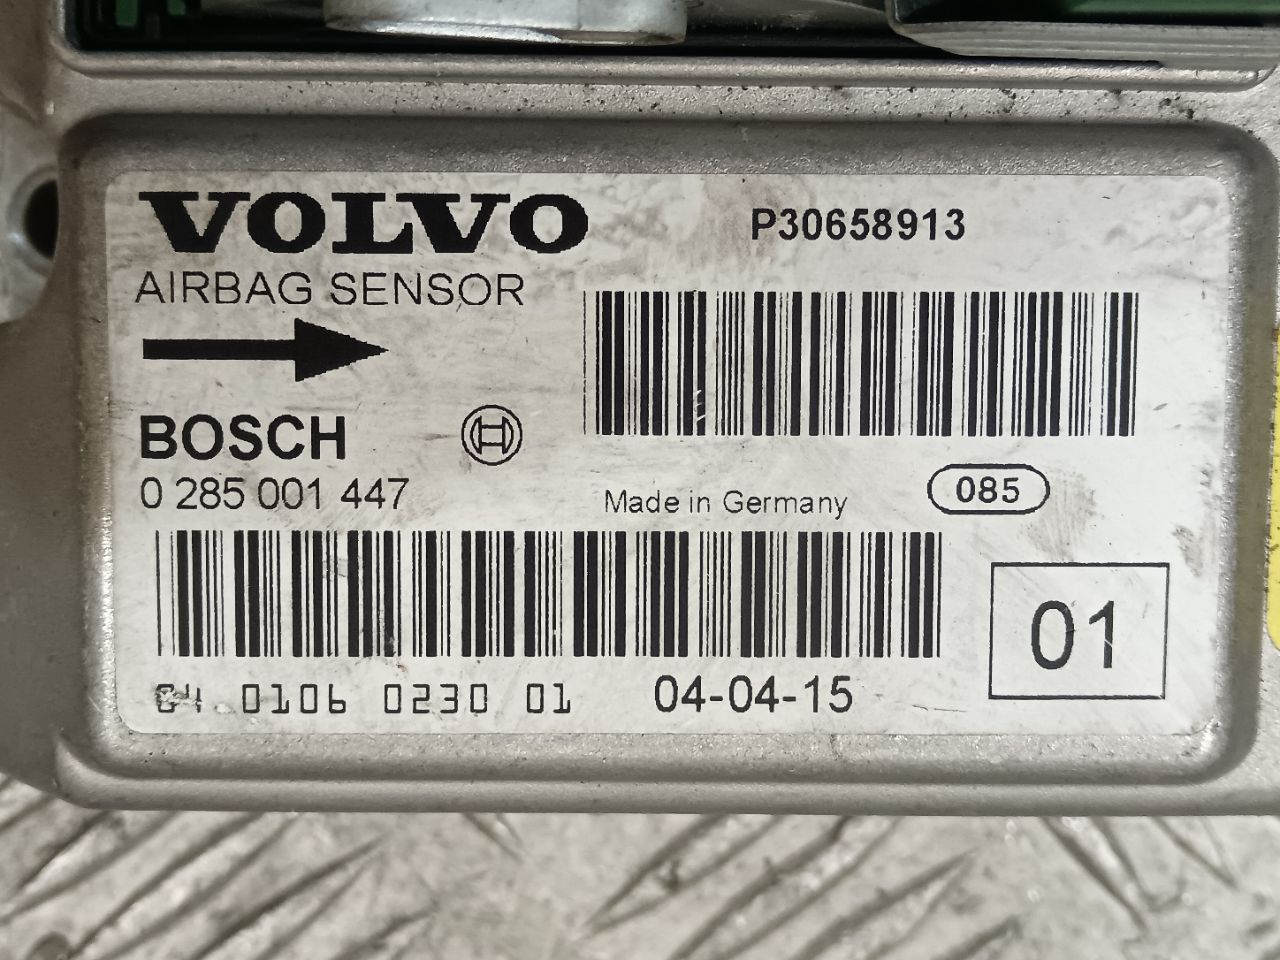 VOLVO
P30658913
AIRBAG SENSOR
BOSCH
0 285 001 447
Made in Germany
085
01
0106 0230 01
04-04-15